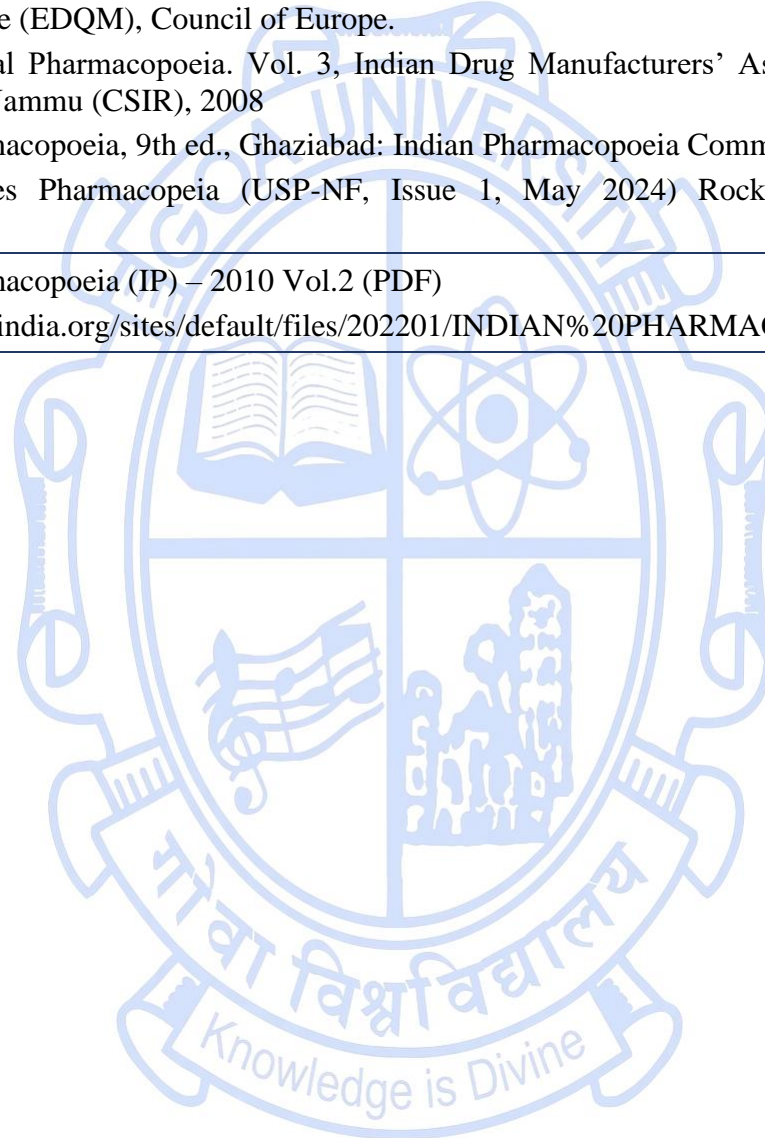 e (EDQM), Council of Europe.
al Pharmacopoeia. Vol. 3, Indian Drug Manufacturers’ As
Jammu (CSIR), 2008
nacopoeia, 9th ed., Ghaziabad: Indian Pharmacopoeia Comm
es Pharmacopeia (USP-NF, Issue 1, May 2024) Rock
macopoeia (IP) – 2010 Vol.2 (PDF)
india.org/sites/default/files/202201/INDIAN%20PHARMAC
GOA UNIVERSITY
गोंवा विश्वविद्यालय
Knowledge is Divine